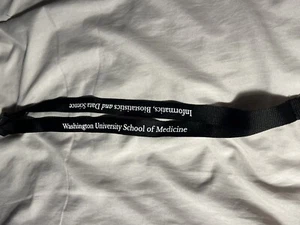 Informatics, Biostatistics and Data Science
Washington University School of Medicine